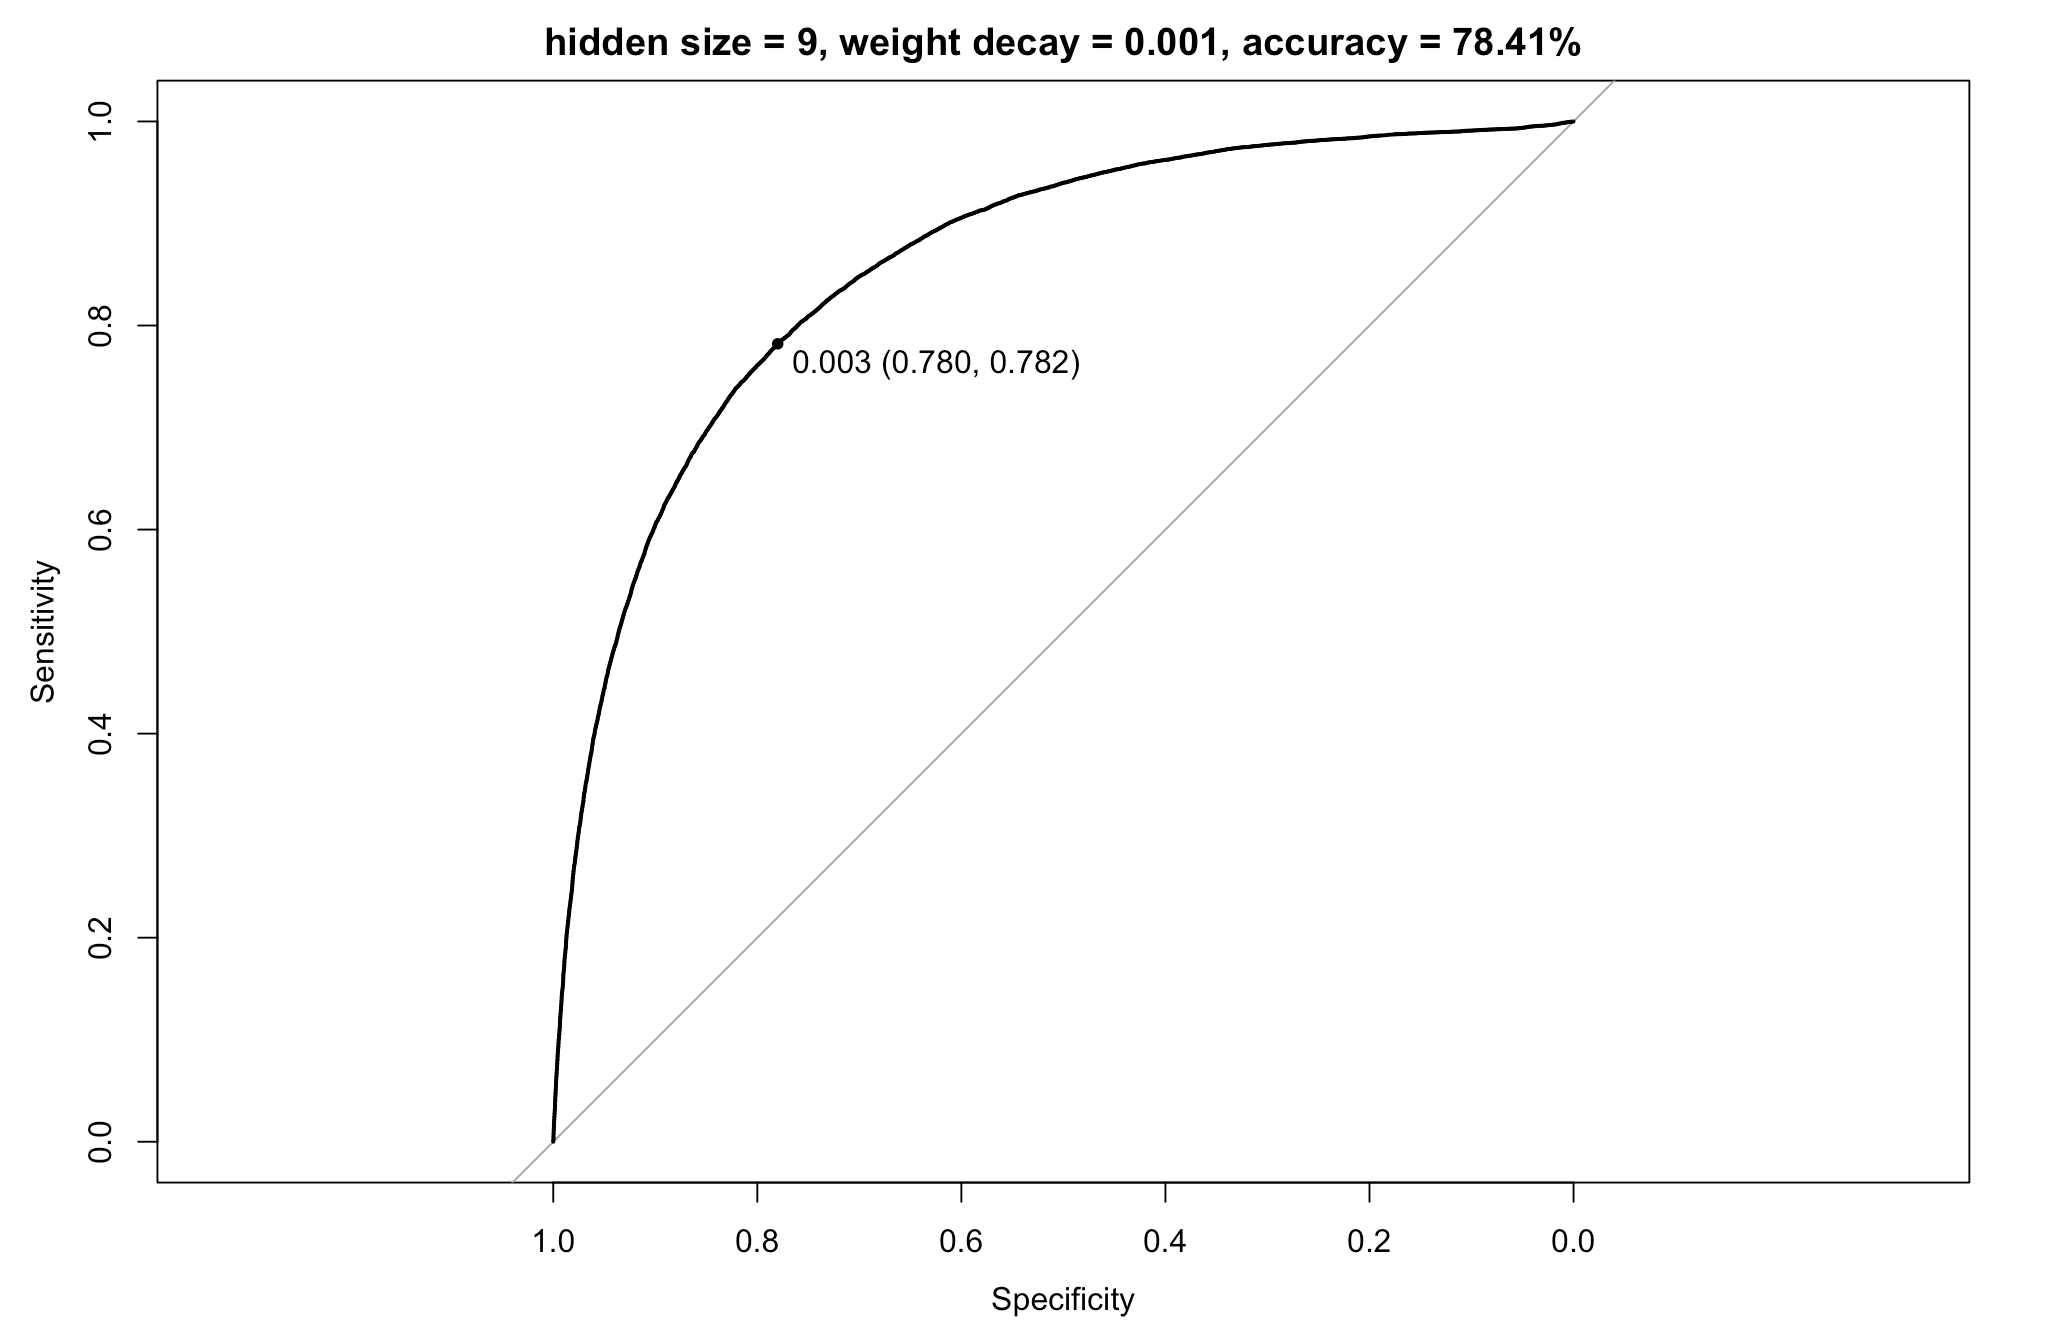 hidden size = 9, weight decay = 0.001, accuracy = 78.41%
1.0
0.8
0.6
0.4
0.2
0.0
Sensitivity
0.003 (0.780, 0.782)
1.0 0.8 0.6 0.4 0.2 0.0
Specificity